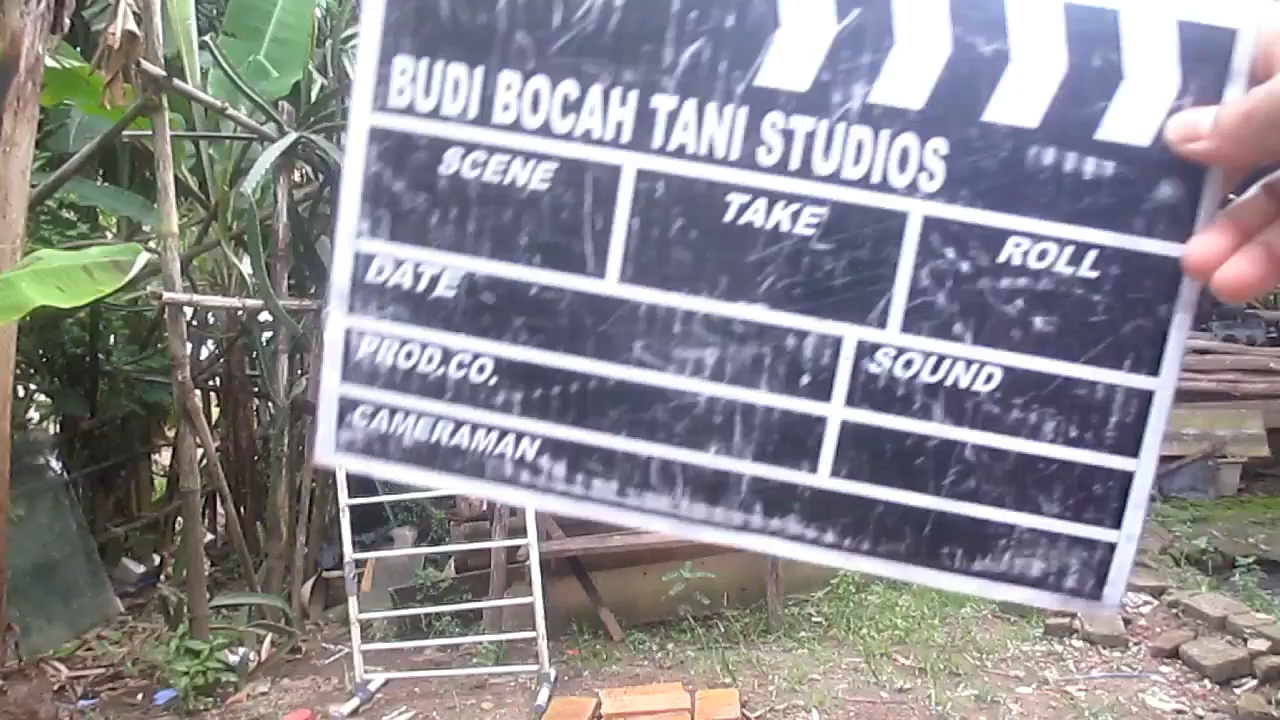 BUDI BOCAH TANI STUDIOS
SCENE
TAKE
ROLL
DATE
SOUND
PROD.CO.
CAMERAMAN